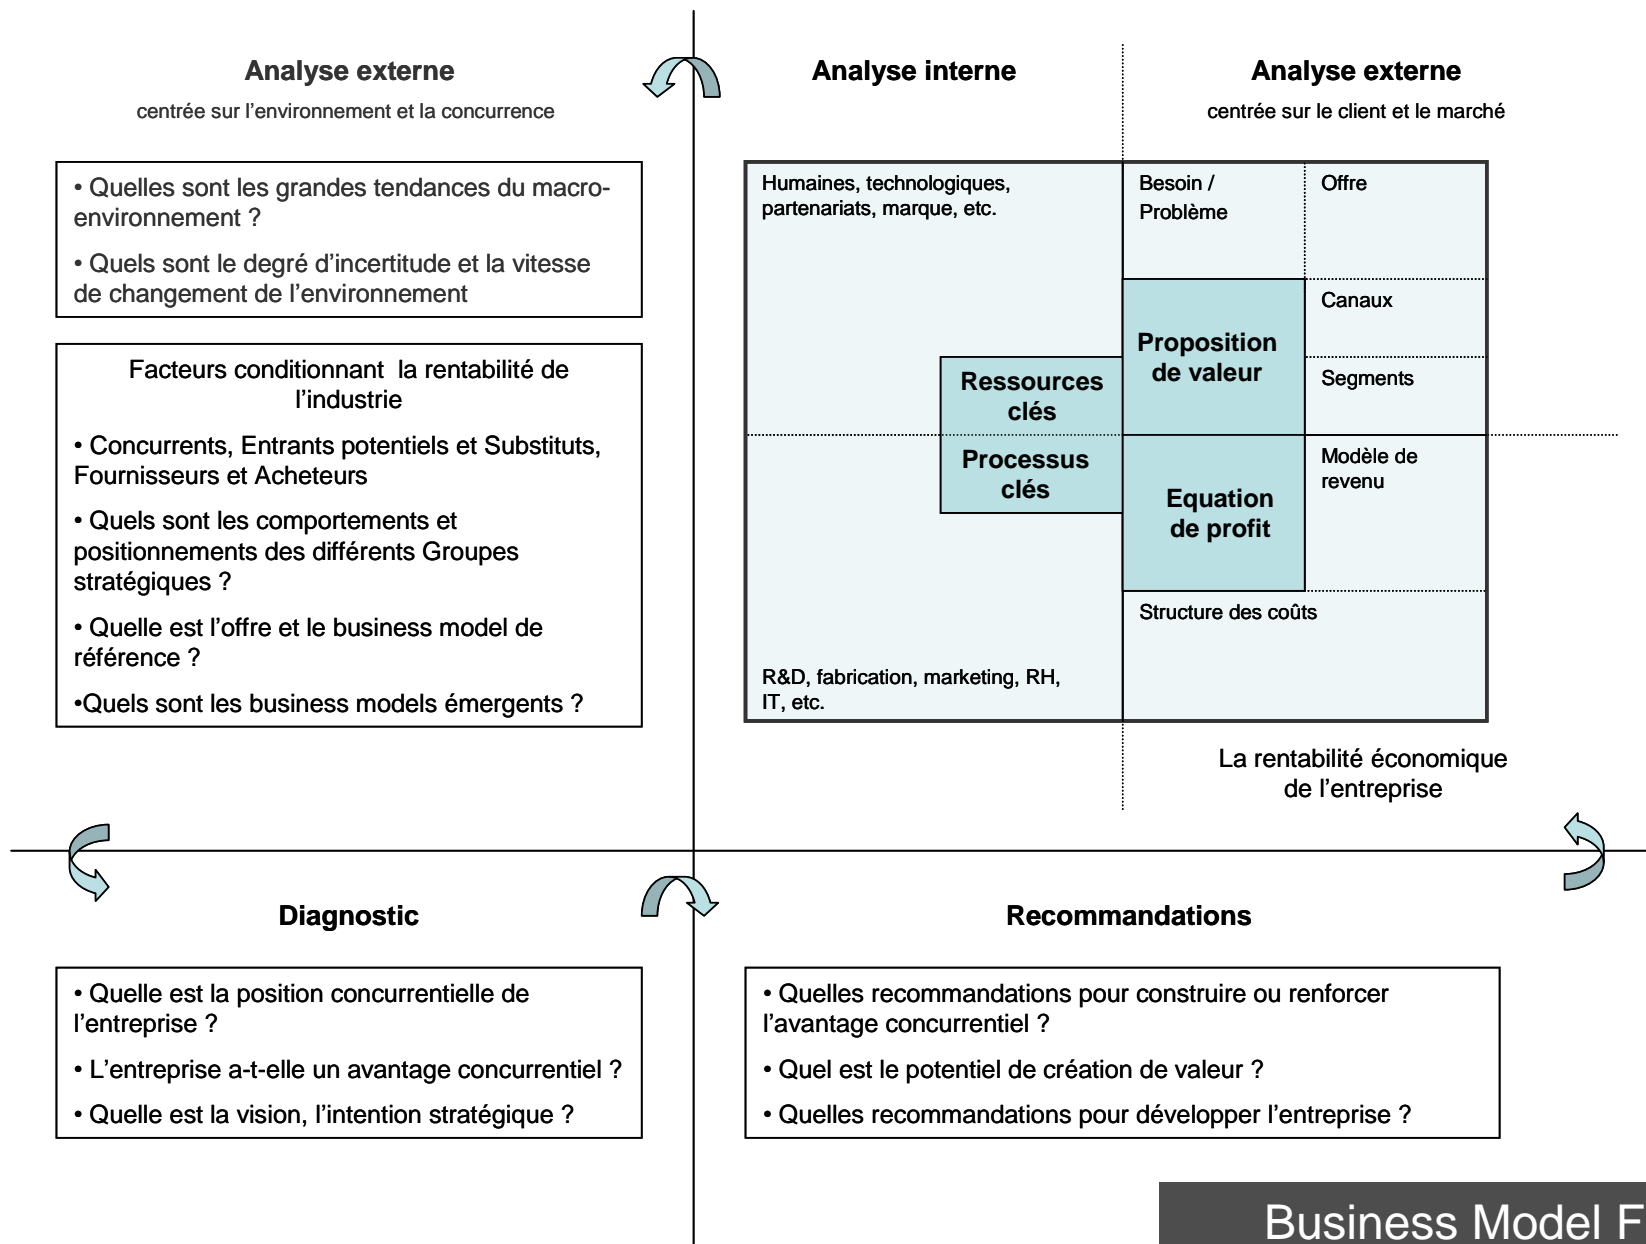 Analyse externe
centrée sur l’environnement et la concurrence
• Quelles sont les grandes tendances du macro-
environnement ?
• Quels sont le degré d’incertitude et la vitesse
de changement de l’environnement
Facteurs conditionnant la rentabilité de
l’industrie
• Concurrents, Entrants potentiels et Substituts,
Fournisseurs et Acheteurs
• Quels sont les comportements et
positionnements des différents Groupes
stratégiques ?
• Quelle est l’offre et le business model de
référence ?
•Quels sont les business models émergents ?
Analyse interne
Analyse externe
centrée sur le client et le marché
Humaines, technologiques,
partenariats, marque, etc.
Besoin /
Problème
Offre
Canaux
Proposition
de valeur
Segments
Ressources
clés
Processus
clés
Equation
de profit
Modèle de
revenu
Structure des coûts
R&D, fabrication, marketing, RH,
IT, etc.
La rentabilité économique
de l’entreprise
Diagnostic
• Quelle est la position concurrentielle de
l’entreprise ?
• L’entreprise a-t-elle un avantage concurrentiel ?
• Quelle est la vision, l’intention stratégique ?
Recommandations
• Quelles recommandations pour construire ou renforcer
l’avantage concurrentiel ?
• Quel est le potentiel de création de valeur ?
• Quelles recommandations pour développer l’entreprise ?
Business Model F